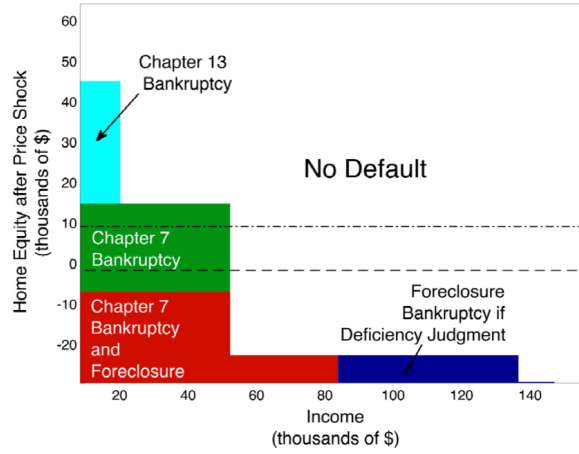 Home Equity after Price Shock
(thousands of $)
60
50
40
30
20
10
0
-10
-20
Chapter 13
Bankruptcy
No Default
Chapter 7
Bankruptcy
Chapter 7
Bankruptcy
and
Foreclosure
Foreclosure
Bankruptcy if
Deficiency Judgment
20 40 60 80 100 120 140
Income
(thousands of $)